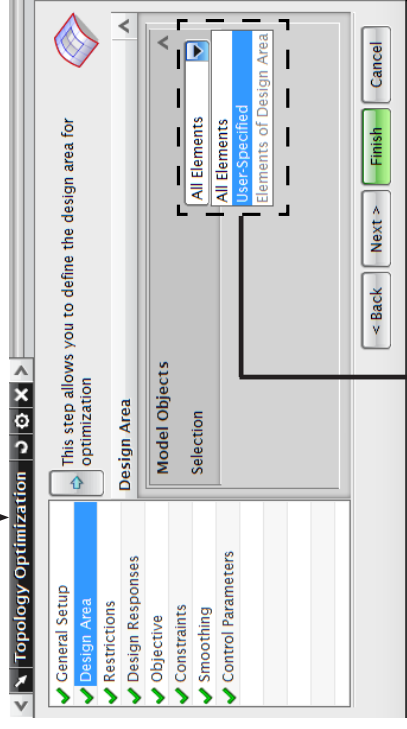 Topology Optimization
General Setup
Design Area
Restrictions
Design Responses
Objective
Constraints
Smoothing
Control Parameters
This step allows you to define the design area for
optimization
Design Area
Model Objects
Selection
All Elements
All Elements
User-Specified
Elements of Design Area
< Back
Next >
Finish
Cancel